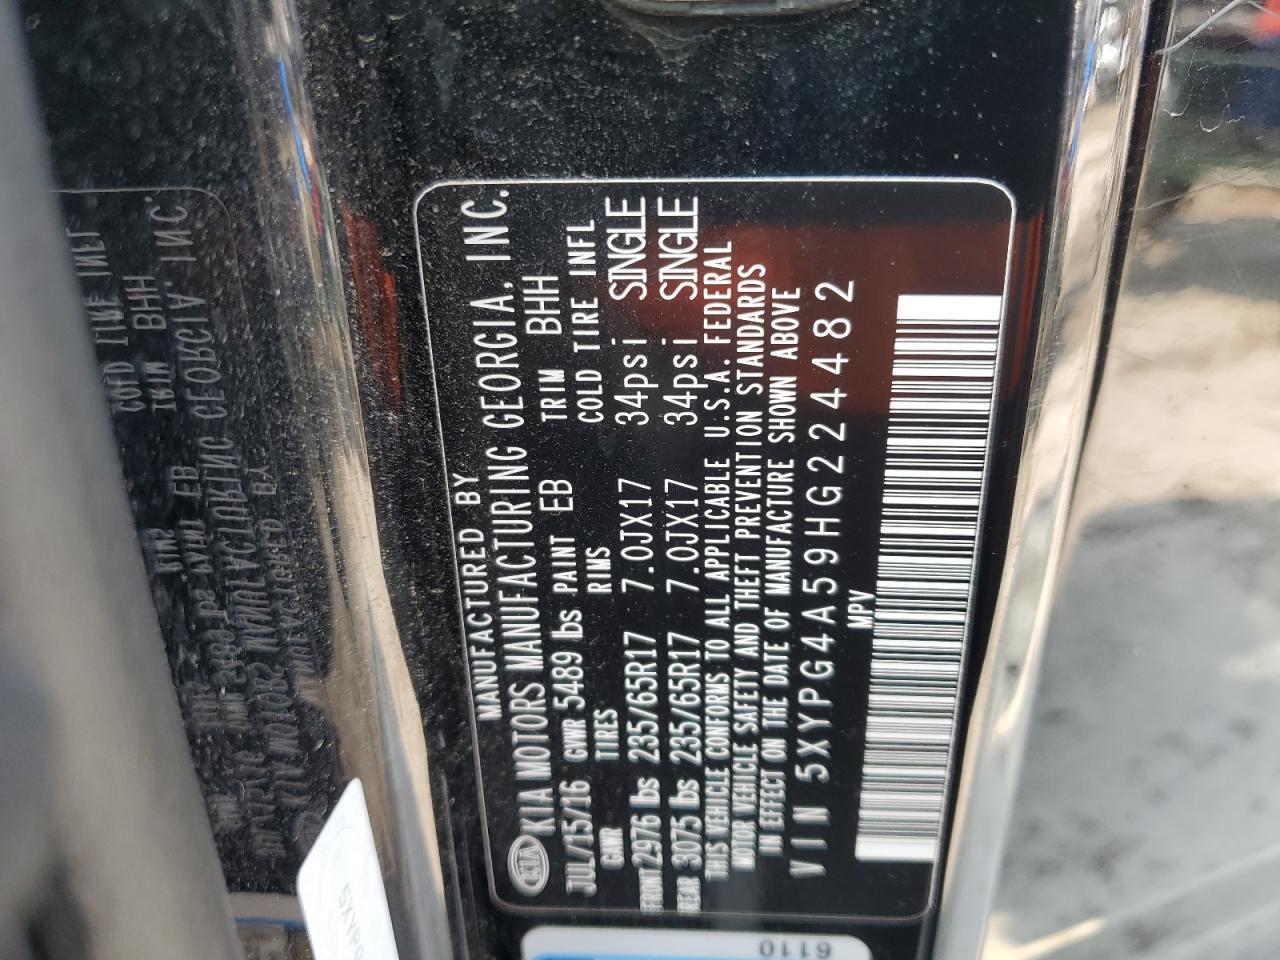 MANUFACTURED BY
KIA KIA MOTORS MANUFACTURING GEORGIA, INC.
JUL/15/16 GVWR 5489 lbs PAINT EB TRIM BHH
GAWR TIRES RIMS COLD TIRE INFL
FRONT 2976 lbs 235/65R17 7.0JX17 34psi SINGLE
REAR 3075 lbs 235/65R17 7.0JX17 34psi SINGLE
THIS VEHICLE CONFORMS TO ALL APPLICABLE U.S.A. FEDERAL
MOTOR VEHICLE SAFETY AND THEFT PREVENTION STANDARDS
IN EFFECT ON THE DATE OF MANUFACTURE SHOWN ABOVE
VIN 5XYPG4A59HG224482
MPV
6110